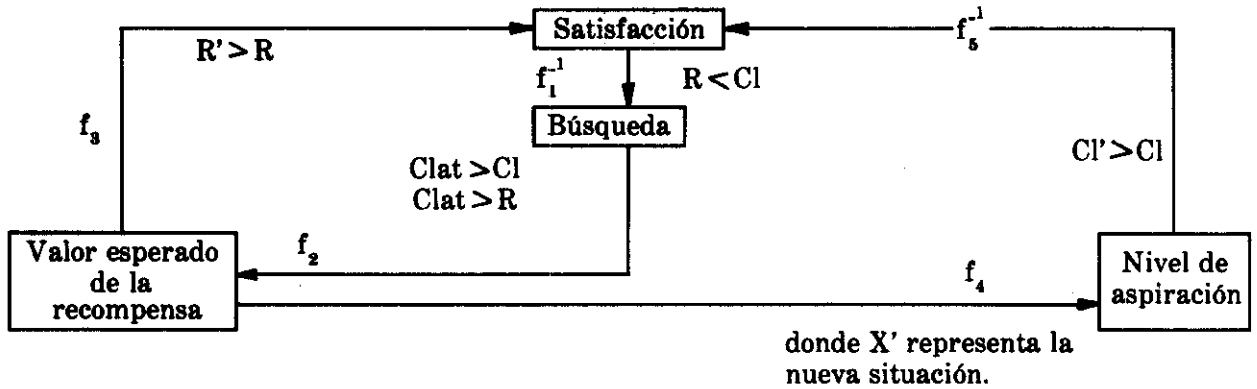 Satisfacción
R' > R
f₁⁻¹
R < Cl
f₅⁻¹
Búsqueda
f₃
Clat > Cl
Clat > R
Cl' > Cl
Valor esperado
de la
recompensa
f₂
f₄
Nivel de
aspiración
donde X' representa la
nueva situación.